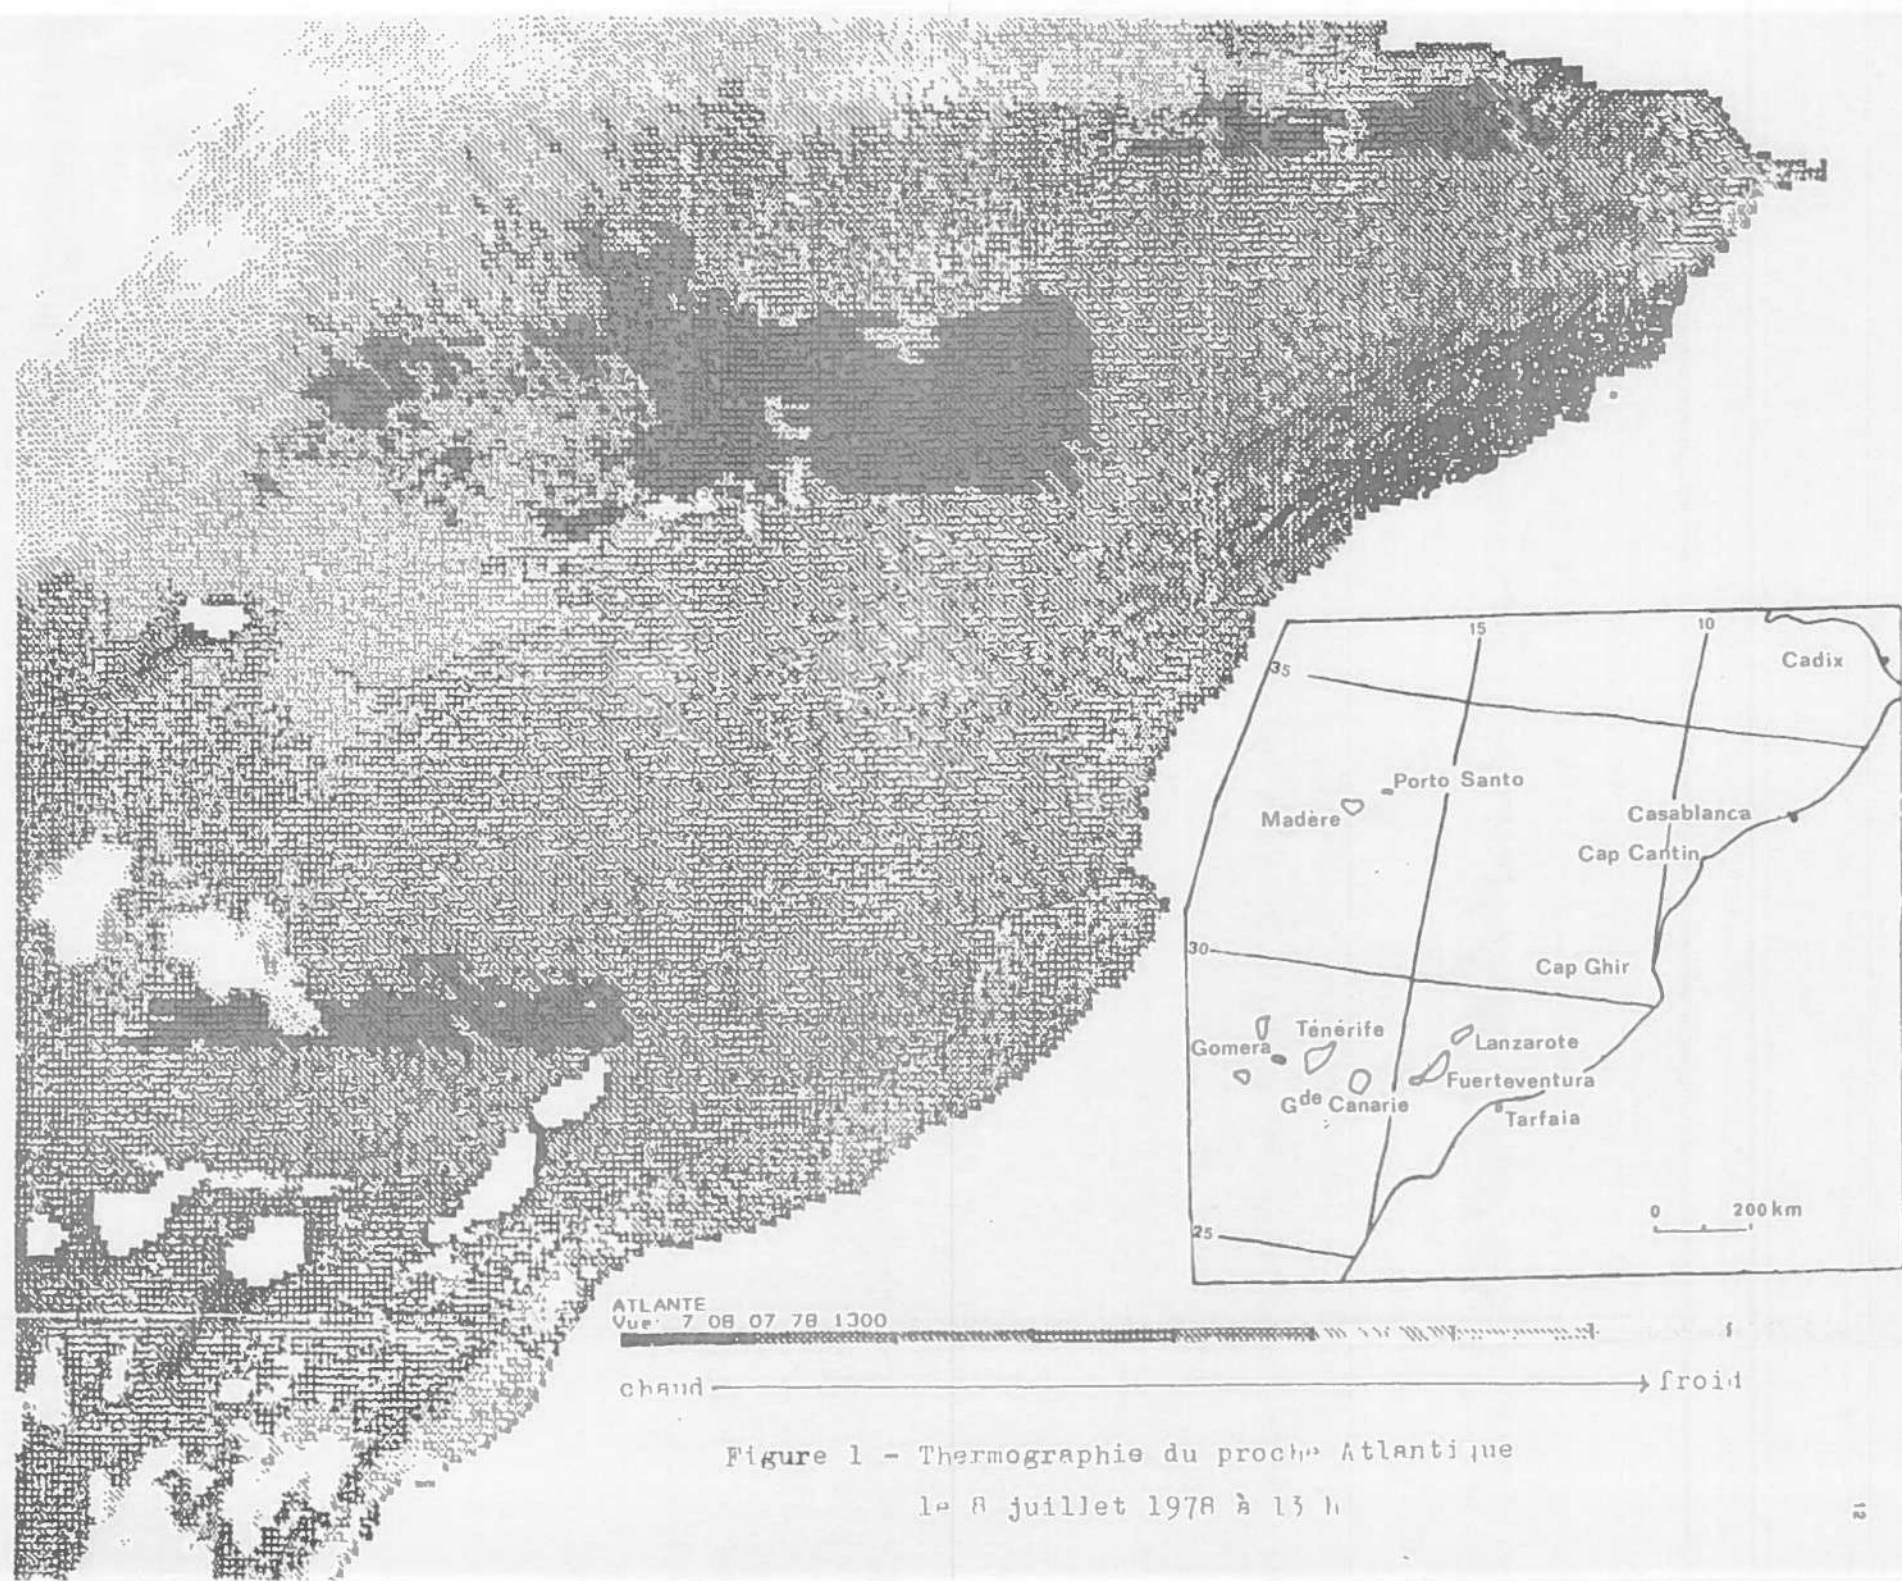 15
10
Cadix
35
Porto Santo
Madère
Casablanca
Cap Cantin
30
Cap Ghir
Ténérife
Gomera
Lanzarote
Fuerteventura
Gde Canarie
Tarfaia
0 200 km
25
ATLANTE
Vue: 7 08 07 78 1300
chaud froid
Figure 1 - Thermographie du proche Atlantique
le 8 juillet 1978 à 13 h
12